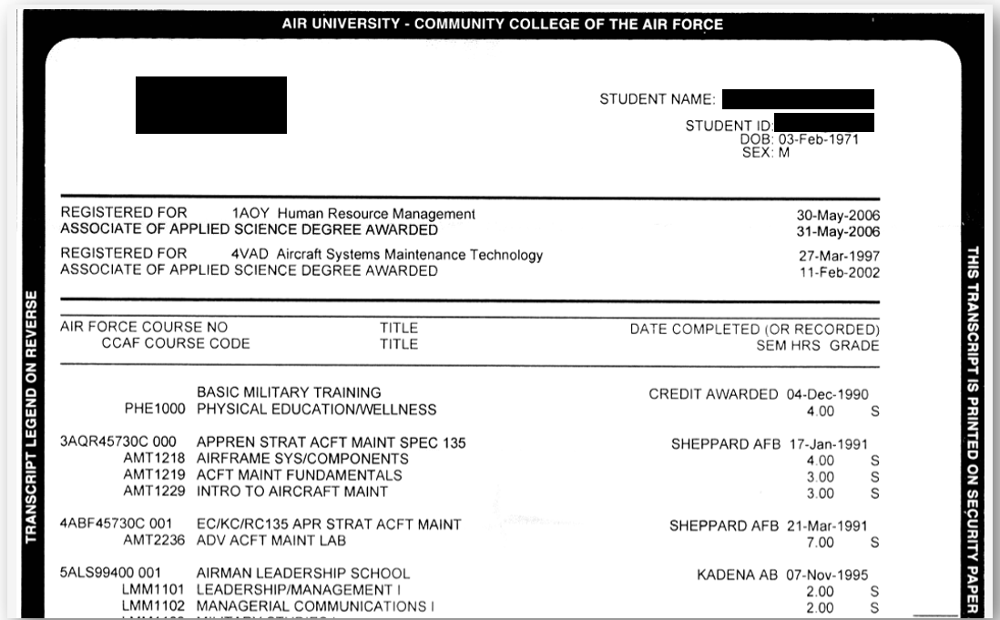 AIR UNIVERSITY - COMMUNITY COLLEGE OF THE AIR FORCE
STUDENT NAME:
STUDENT ID:
DOB: 03-Feb-1971
SEX: M
REGISTERED FOR 1AOY Human Resource Management 30-May-2006
ASSOCIATE OF APPLIED SCIENCE DEGREE AWARDED 31-May-2006
REGISTERED FOR 4VAD Aircraft Systems Maintenance Technology 27-Mar-1997
ASSOCIATE OF APPLIED SCIENCE DEGREE AWARDED 11-Feb-2002
AIR FORCE COURSE NO TITLE DATE COMPLETED (OR RECORDED)
CCAF COURSE CODE TITLE SEM HRS GRADE
BASIC MILITARY TRAINING CREDIT AWARDED 04-Dec-1990
PHE1000 PHYSICAL EDUCATION/WELLNESS 4.00 S
3AQR45730C 000 APPREN STRAT ACFT MAINT SPEC 135 SHEPPARD AFB 17-Jan-1991
AMT1218 AIRFRAME SYS/COMPONENTS 4.00 S
AMT1219 ACFT MAINT FUNDAMENTALS 3.00 S
AMT1229 INTRO TO AIRCRAFT MAINT 3.00 S
4ABF45730C 001 EC/KC/RC135 APR STRAT ACFT MAINT SHEPPARD AFB 21-Mar-1991
AMT2236 ADV ACFT MAINT LAB 7.00 S
5ALS99400 001 AIRMAN LEADERSHIP SCHOOL KADENA AB 07-Nov-1995
LMM1101 LEADERSHIP/MANAGEMENT I 2.00 S
LMM1102 MANAGERIAL COMMUNICATIONS I 2.00 S
TRANSCRIPT LEGEND ON REVERSE
THIS TRANSCRIPT IS PRINTED ON SECURITY PAPER